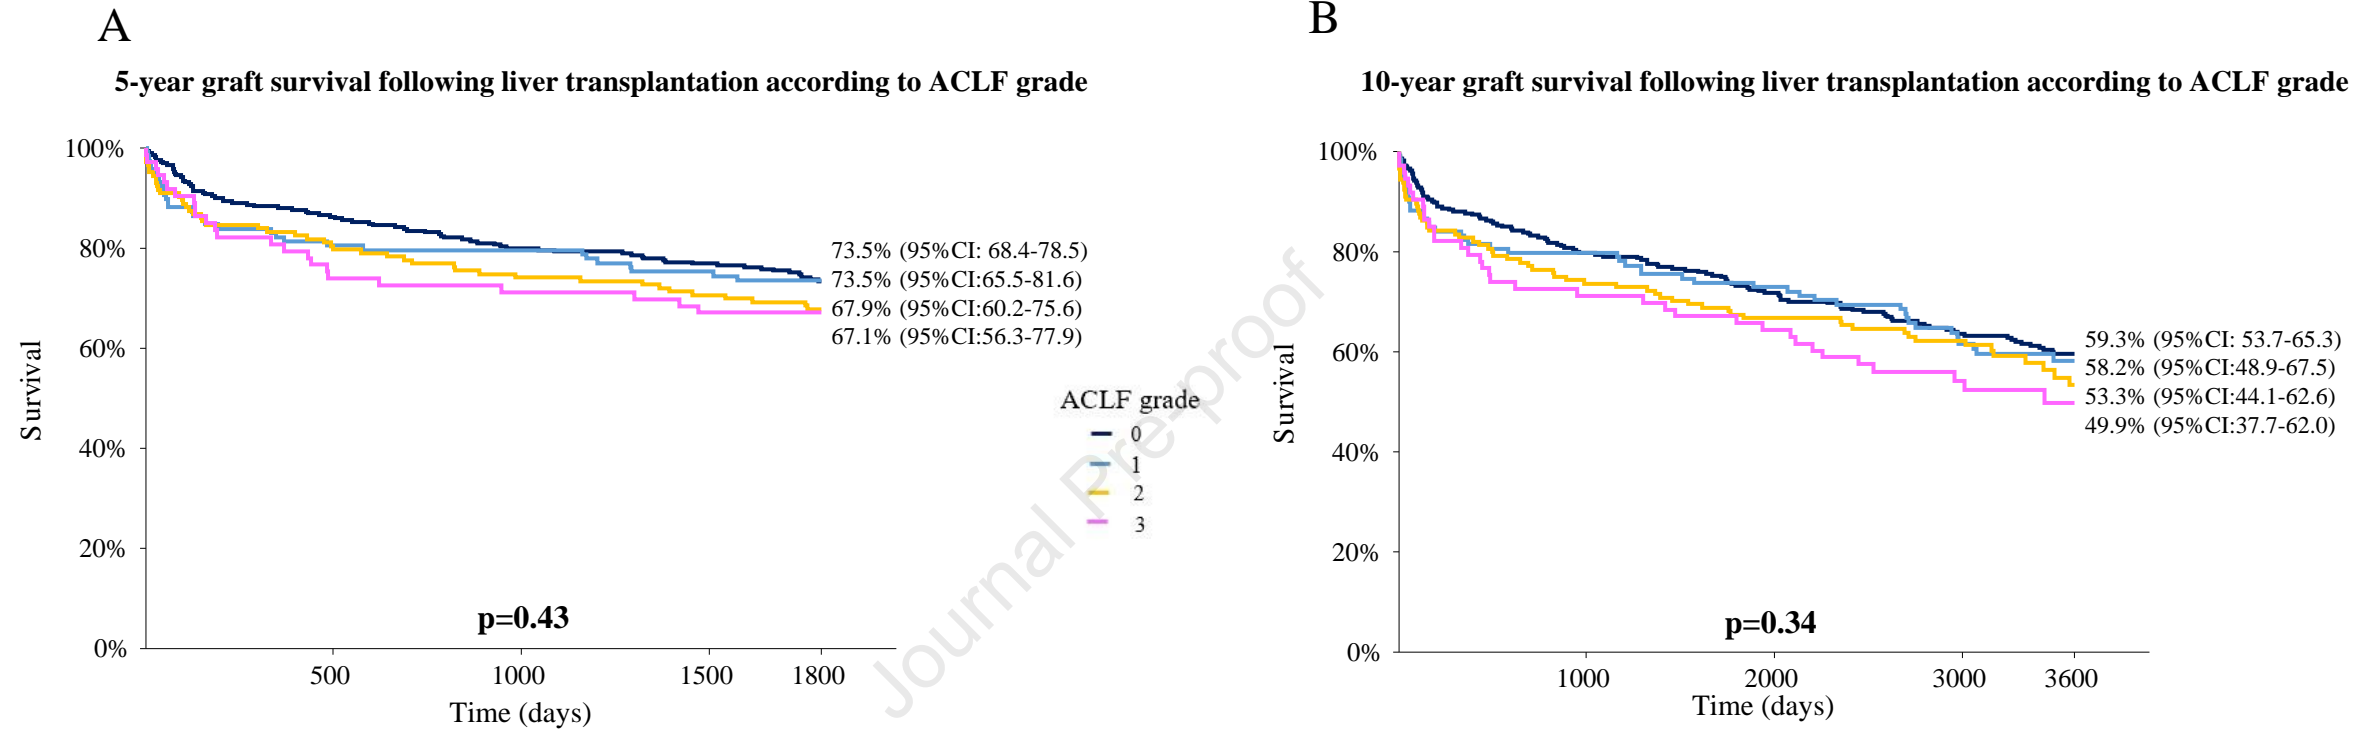 A
5-year graft survival following liver transplantation according to ACLF grade
100%
80%
60%
40%
20%
0%
Survival
73.5% (95%CI: 68.4-78.5)
73.5% (95%CI:65.5-81.6)
67.9% (95%CI:60.2-75.6)
67.1% (95%CI:56.3-77.9)
p=0.43
500 1000 1500 1800
Time (days)
ACLF grade
0
1
2
3
Journal Pre-proof
B
10-year graft survival following liver transplantation according to ACLF grade
100%
80%
60%
40%
20%
0%
Survival
59.3% (95%CI: 53.7-65.3)
58.2% (95%CI:48.9-67.5)
53.3% (95%CI:44.1-62.6)
49.9% (95%CI:37.7-62.0)
p=0.34
1000 2000 3000 3600
Time (days)